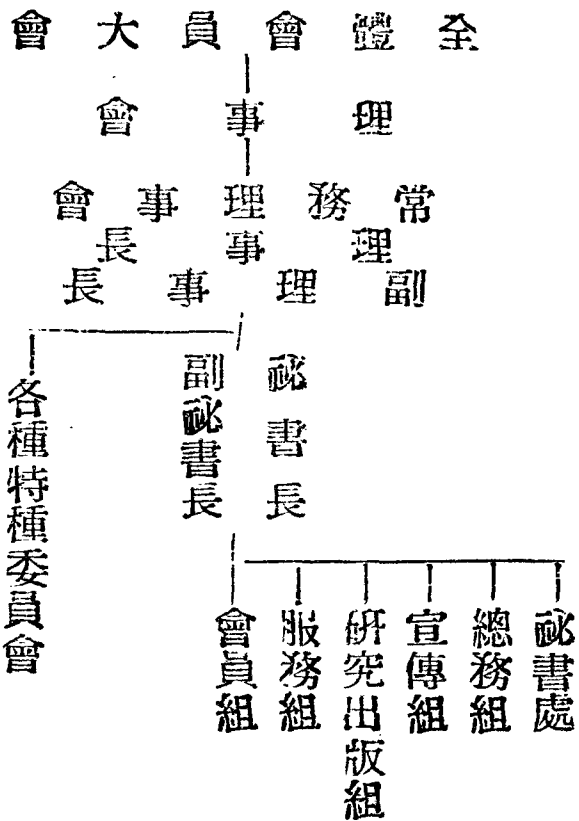 全體會員大會
理事會
常務理事會
理事長
副理事長
祕書長
副祕書長
各種特種委員會
祕書處
總務組
宣傳組
研究出版組
服務組
會員組